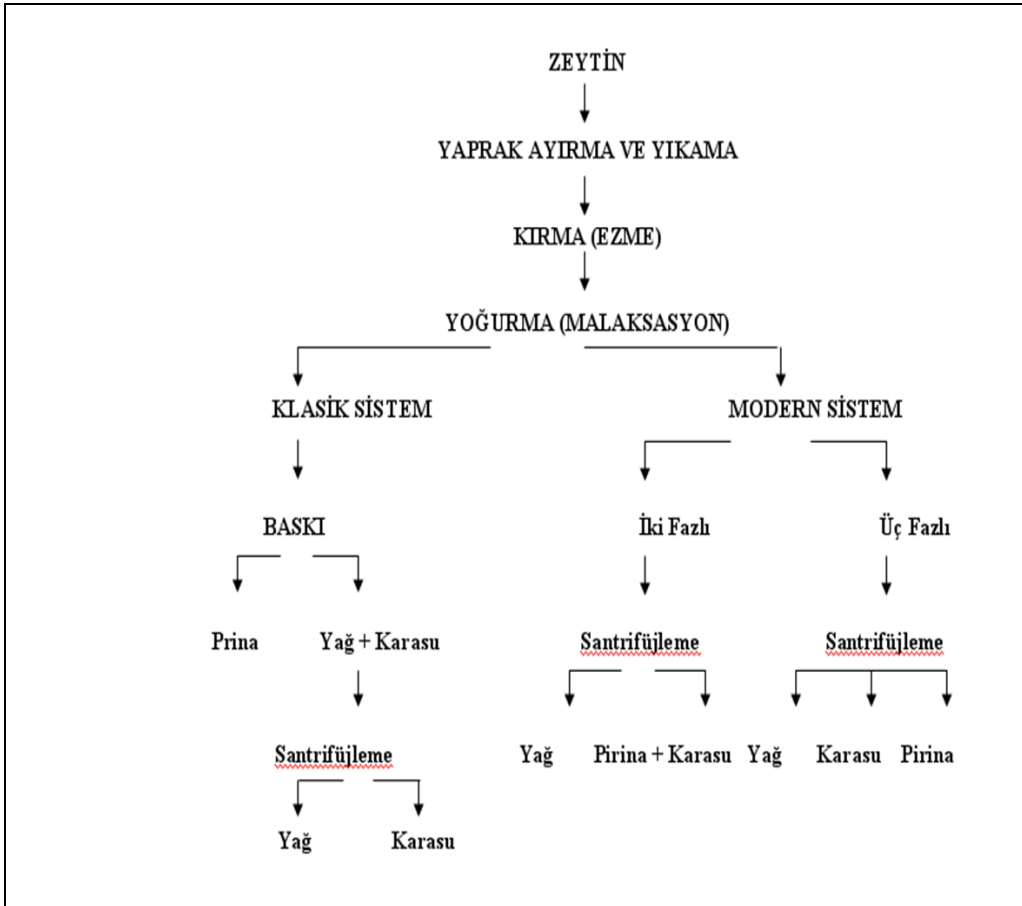 ZEYTİN
YAPRAK AYIRMA VE YIKAMA
KIRMA (EZME)
YOĞURMA (MALAKSASYON)
KLASİK SİSTEM MODERN SİSTEM
BASKI İki Fazlı Üç Fazlı
Prina Yağ + Karasu Santrifüjleme Santrifüjleme
Santrifüjleme Yağ Pirina + Karasu Yağ Karasu Pirina
Yağ Karasu